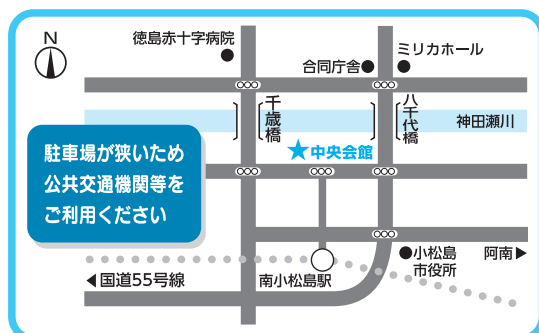 N
徳島赤十字病院
合同庁舎
ミリカホール
千歳橋
八千代橋
神田瀬川
★中央会館
駐車場が狭いため
公共交通機関等を
ご利用ください
小松島
市役所
阿南▶
◀国道55号線
南小松島駅